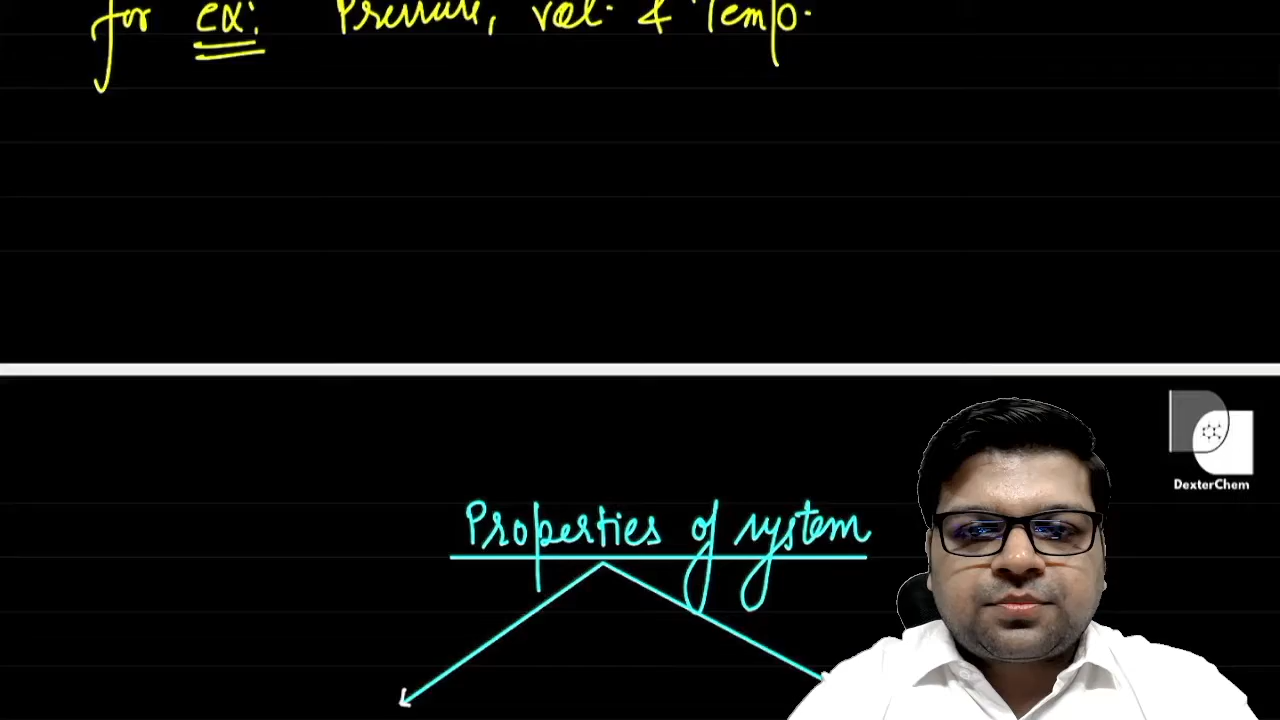 for ex: Pressure, vol. & Temp.
DexterChem
Properties of system